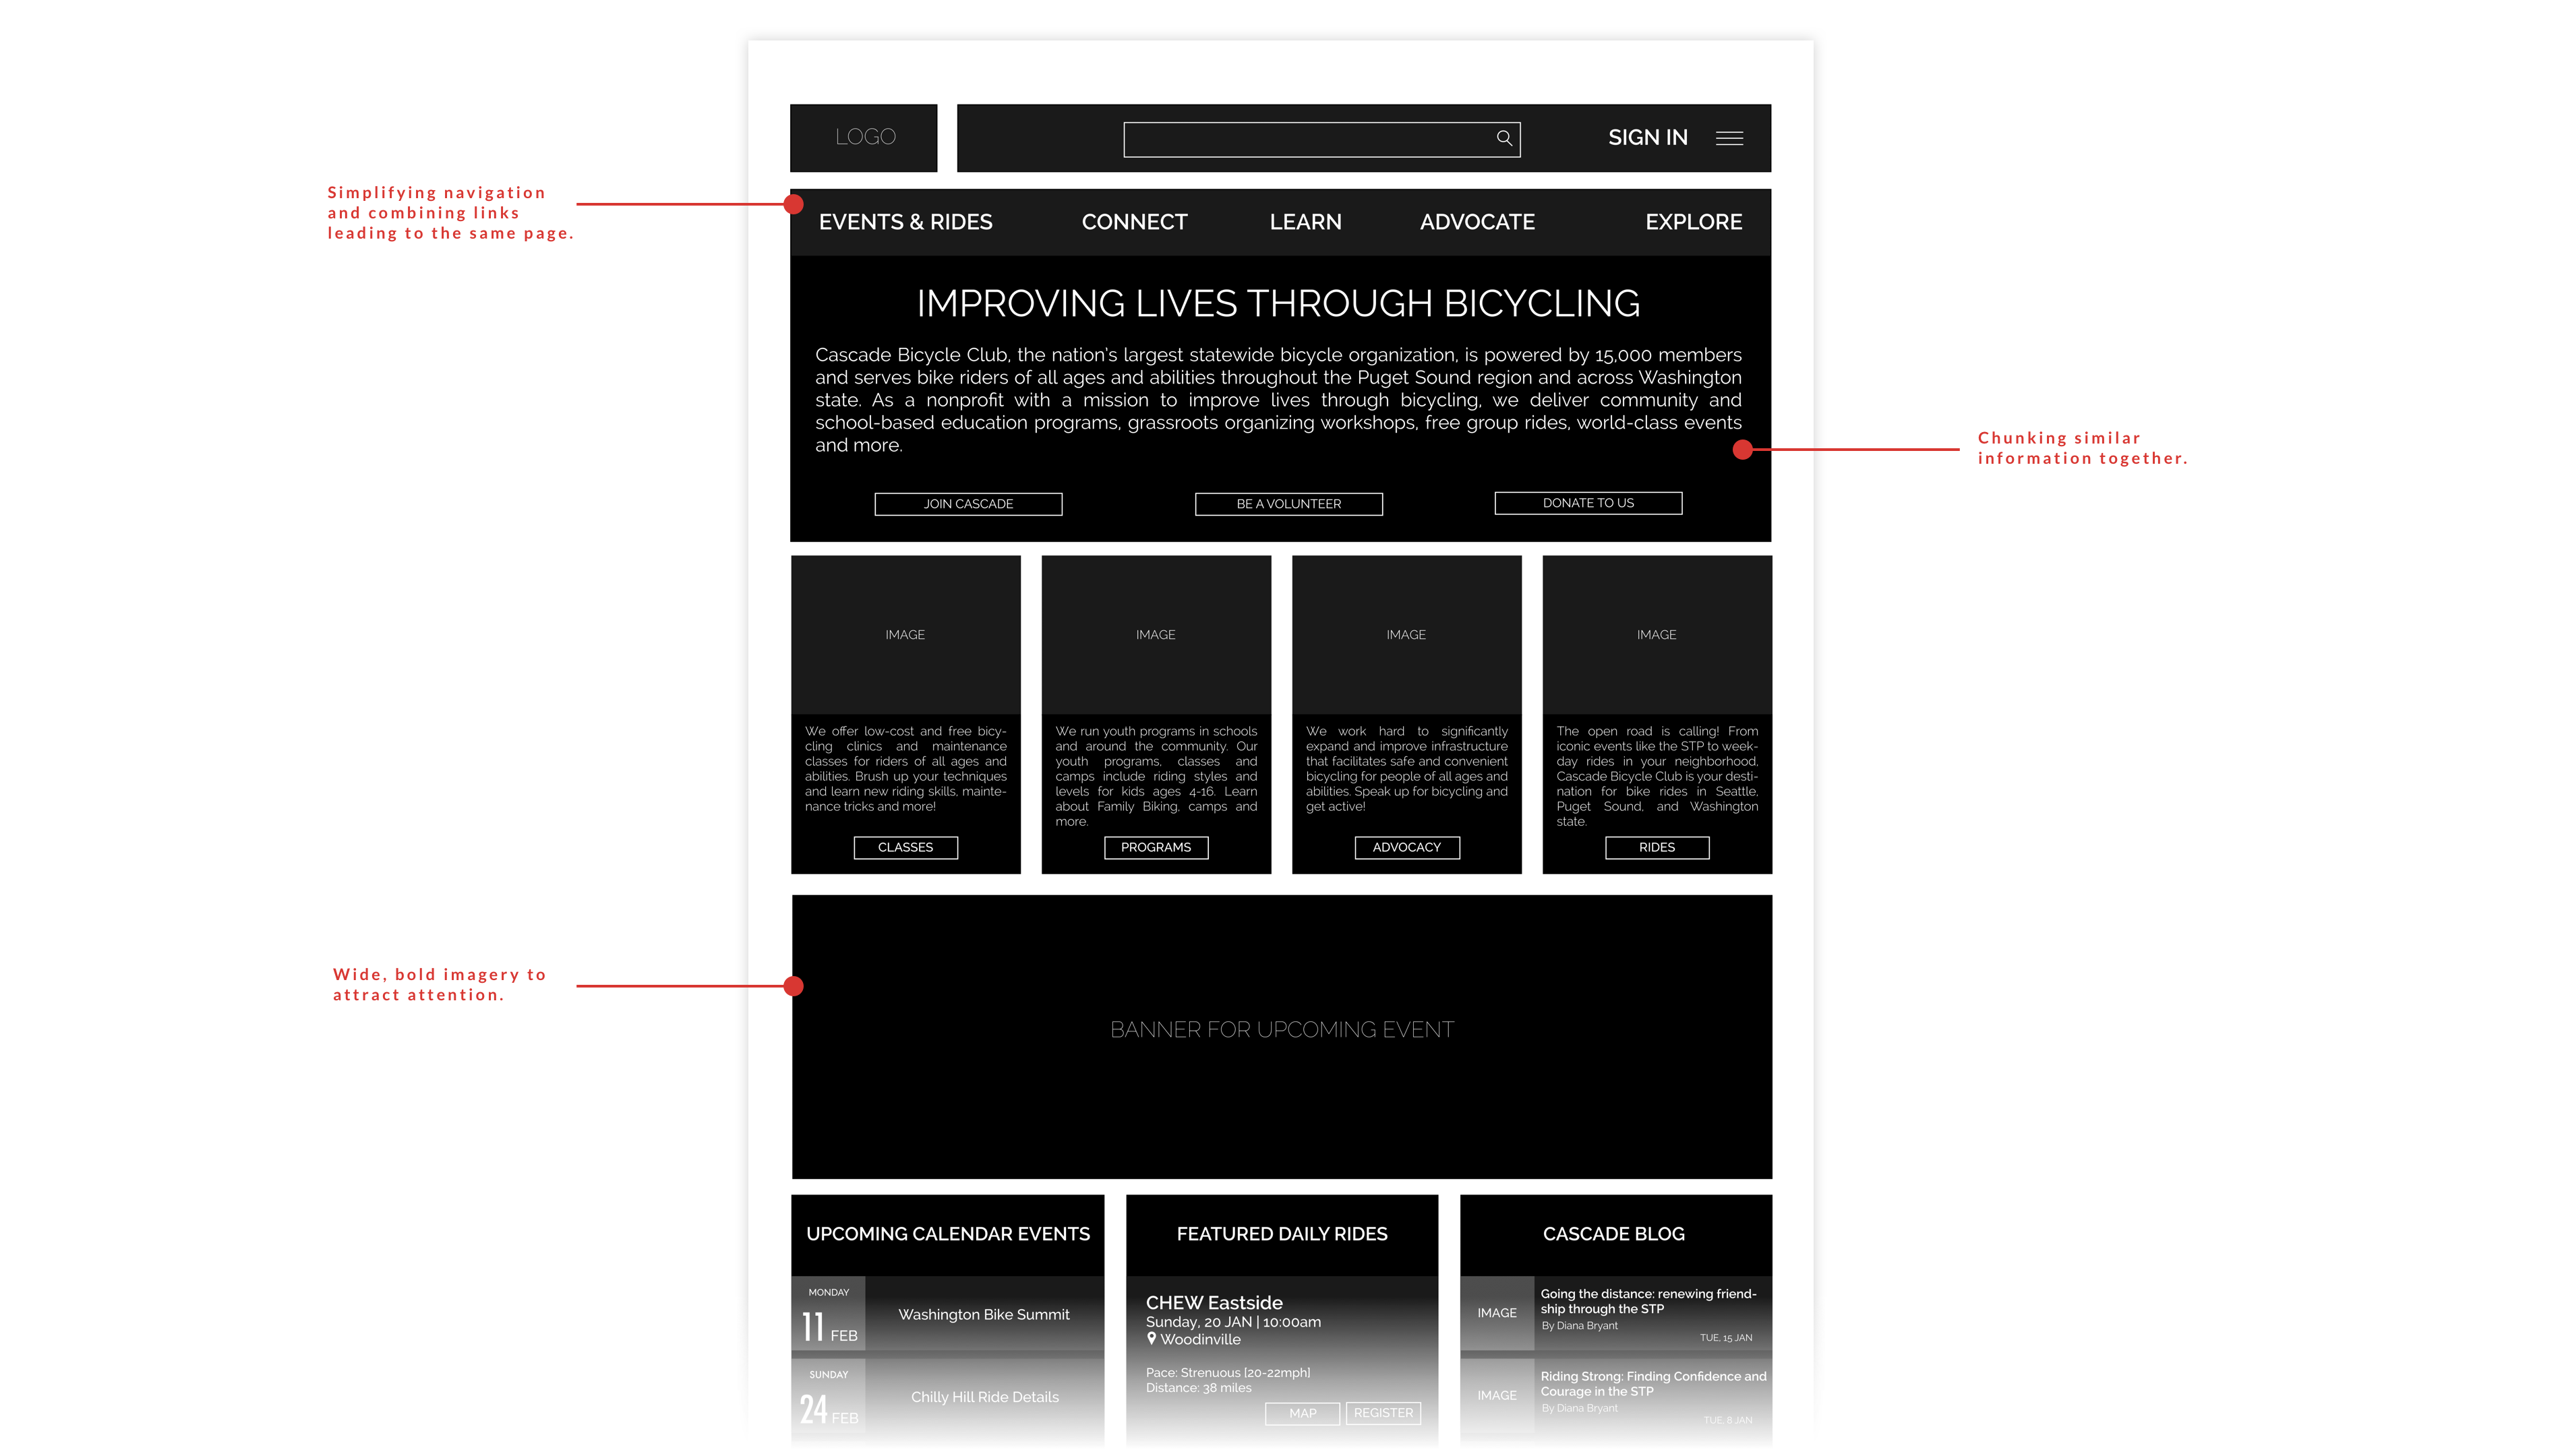 LOGO
SIGN IN
Simplifying navigation
and combining links
leading to the same page.
EVENTS & RIDES
CONNECT
LEARN
ADVOCATE
EXPLORE
IMPROVING LIVES THROUGH BICYCLING
Cascade Bicycle Club, the nation's largest statewide bicycle organization, is powered by 15,000 members
and serves bike riders of all ages and abilities throughout the Puget Sound region and across Washington
state. As a nonprofit with a mission to improve lives through bicycling, we deliver community and
school-based education programs, grassroots organizing workshops, free group rides, world-class events
and more.
Chunking similar
information together.
JOIN CASCADE
BE A VOLUNTEER
DONATE TO US
IMAGE
We offer low-cost and free bicy-
cling clinics and maintenance
classes for riders of all ages and
abilities. Brush up your techniques
and learn new riding skills, mainte-
nance tricks and more!
CLASSES
IMAGE
We run youth programs in schools
and around the community. Our
youth programs, classes and
camps include riding styles and
levels for kids ages 4-16. Learn
about Family Biking, camps and
more.
PROGRAMS
IMAGE
We work hard to significantly
expand and improve infrastructure
that facilitates safe and convenient
bicycling for people of all ages and
abilities. Speak up for bicycling and
get active!
ADVOCACY
IMAGE
The open road is calling! From
iconic events like the STP to week-
day rides in your neighborhood,
Cascade Bicycle Club is your desti-
nation for bike rides in Seattle,
Puget Sound, and Washington
state.
RIDES
Wide, bold imagery to
attract attention.
BANNER FOR UPCOMING EVENT
UPCOMING CALENDAR EVENTS
MONDAY
11 FEB
Washington Bike Summit
SUNDAY
24 FEB
Chilly Hill Ride Details
FEATURED DAILY RIDES
CHEW Eastside
Sunday, 20 JAN | 10:00am
Woodinville
Pace: Strenuous [20-22mph]
Distance: 38 miles
MAP
REGISTER
CASCADE BLOG
IMAGE
Going the distance: renewing friend-
ship through the STP
By Diana Bryant
TUE, 15 JAN
IMAGE
Riding Strong: Finding Confidence and
Courage in the STP
By Diana Bryant
TUE, 8 JAN